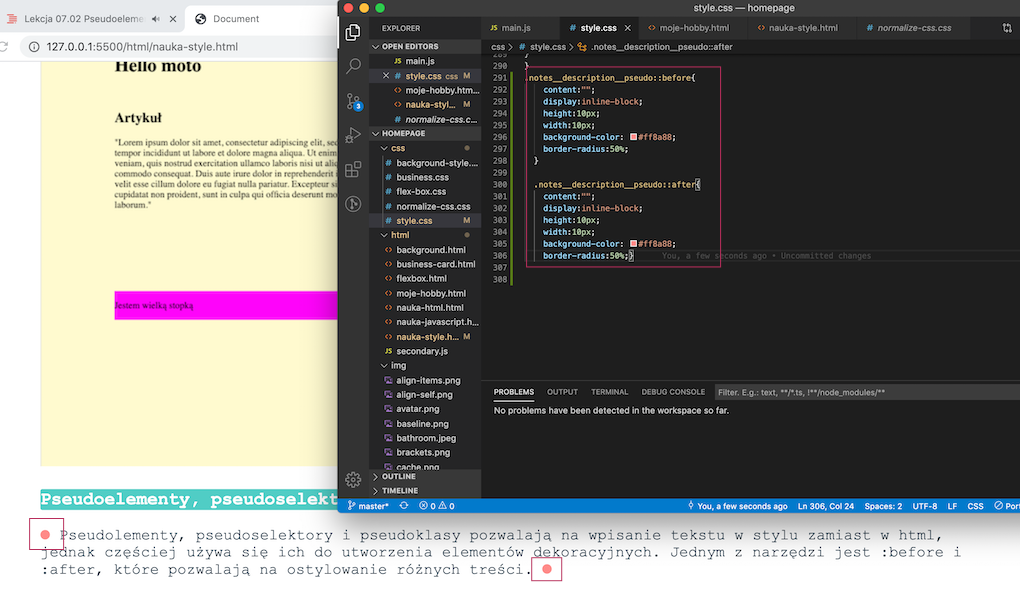 style.css — homepage
Lekcja 07.02 Pseudoeleme
Document
127.0.0.1:5500/html/nauka-style.html
EXPLORER
OPEN EDITORS
main.js
style.css css M
moje-hobby.htm...
nauka-styl... M
normalize-css.c...
HOMEPAGE
css
background-style....
business.css
flex-box.css
normalize-css.css
style.css M
html
background.html
business-card.html
flexbox.html
moje-hobby.html
nauka-html.html
nauka-javascript.h...
nauka-style.h... M
secondary.js
img
align-items.png
align-self.png
avatar.png
baseline.png
bathroom.jpeg
brackets.png
cache.png
OUTLINE
TIMELINE
JS main.js # style.css moje-hobby.html nauka-style.html # normalize-css.css
css > # style.css > .notes__description__pseudo::after
289 }
290 }
291 .notes__description__pseudo::before{
292 content:"";
293 display:inline-block;
294 height:10px;
295 width:10px;
296 background-color: #ff8a88;
297 border-radius:50%;
298 }
299
300 .notes__description__pseudo::after{
301 content:"";
302 display:inline-block;
303 height:10px;
304 width:10px;
305 background-color: #ff8a88;
306 border-radius:50%;} You, a few seconds ago • Uncommitted changes
307
308
PROBLEMS OUTPUT TERMINAL DEBUG CONSOLE Filter. E.g.: text, **/*.ts, !**/node_modules/**
No problems have been detected in the workspace so far.
master* 0 0 You, a few seconds ago Ln 306, Col 24 Spaces: 2 UTF-8 LF CSS Port
3
Hello moto
Artykuł
"Lorem ipsum dolor sit amet, consectetur adipiscing elit, sed
tempor incididunt ut labore et dolore magna aliqua. Ut enim
veniam, quis nostrud exercitation ullamco laboris nisi ut aliq
commodo consequat. Duis aute irure dolor in reprehenderit
velit esse cillum dolore eu fugiat nulla pariatur. Excepteur si
cupidatat non proident, sunt in culpa qui officia deserunt mo
laborum."
Jestem wielką stopką
Pseudoelementy, pseudoselekt
Pseudolementy, pseudoselektory i pseudoklasy pozwalają na wpisanie tekstu w stylu zamiast w html,
jednak częściej używa się ich do utworzenia elementów dekoracyjnych. Jednym z narzędzi jest :before i
:after, które pozwalają na ostylowanie różnych treści.